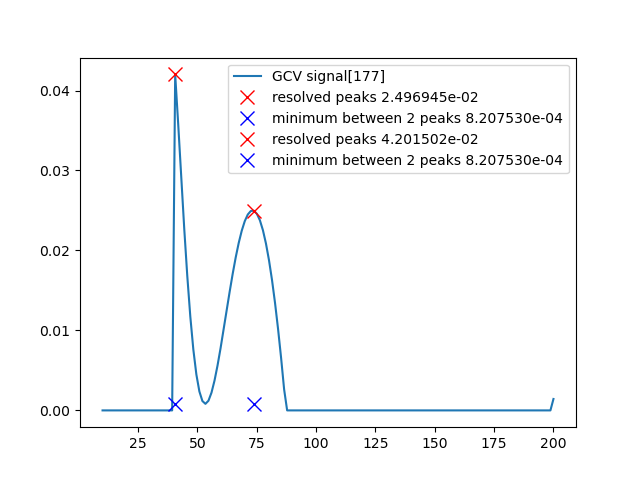 GCV signal[177]
resolved peaks 2.496945e-02
minimum between 2 peaks 8.207530e-04
resolved peaks 4.201502e-02
minimum between 2 peaks 8.207530e-04
0.04
0.03
0.02
0.01
0.00
25 50 75 100 125 150 175 200